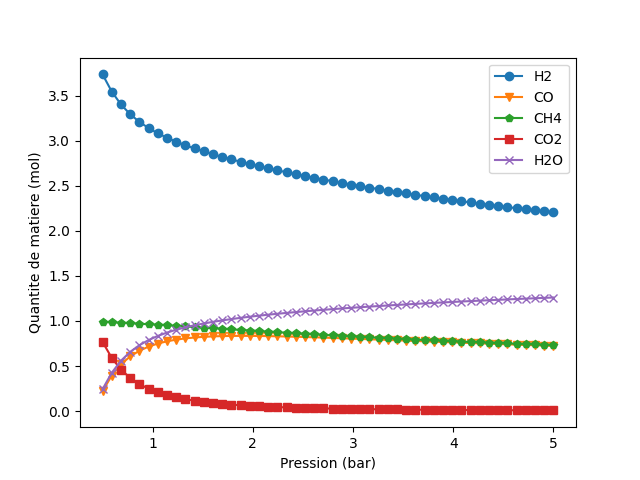 H2
CO
CH4
CO2
H2O
Quantite de matiere (mol)
3.5
3.0
2.5
2.0
1.5
1.0
0.5
0.0
1 2 3 4 5
Pression (bar)